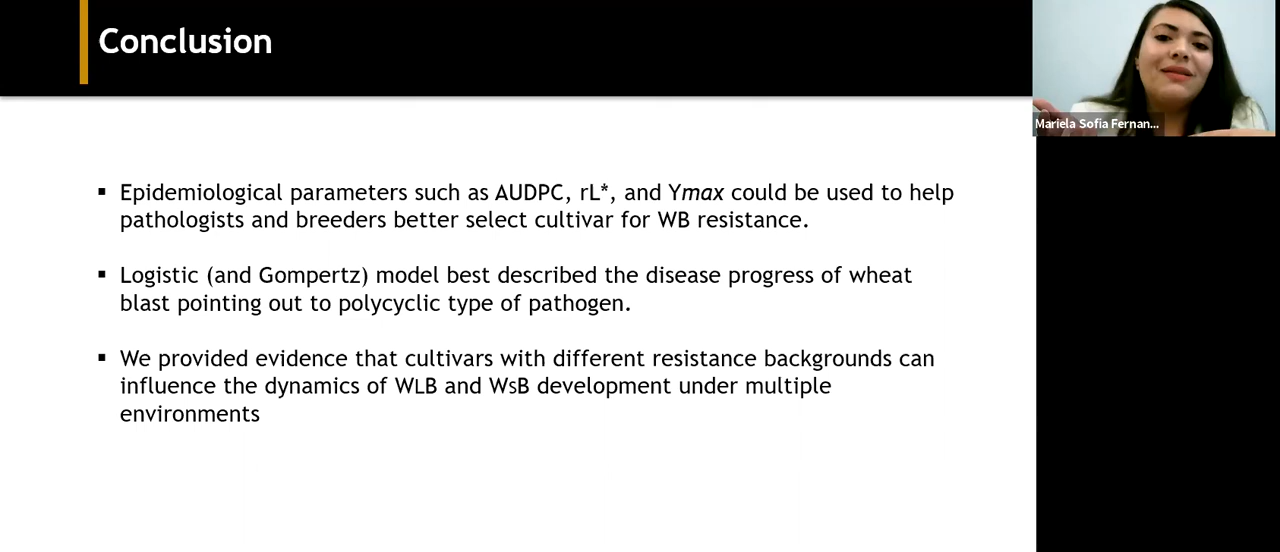 Conclusion
Mariela Sofia Fernan...
▪ Epidemiological parameters such as AUDPC, rL*, and Ymax could be used to help
pathologists and breeders better select cultivar for WB resistance.
▪ Logistic (and Gompertz) model best described the disease progress of wheat
blast pointing out to polycyclic type of pathogen.
▪ We provided evidence that cultivars with different resistance backgrounds can
influence the dynamics of WLB and WSB development under multiple
environments